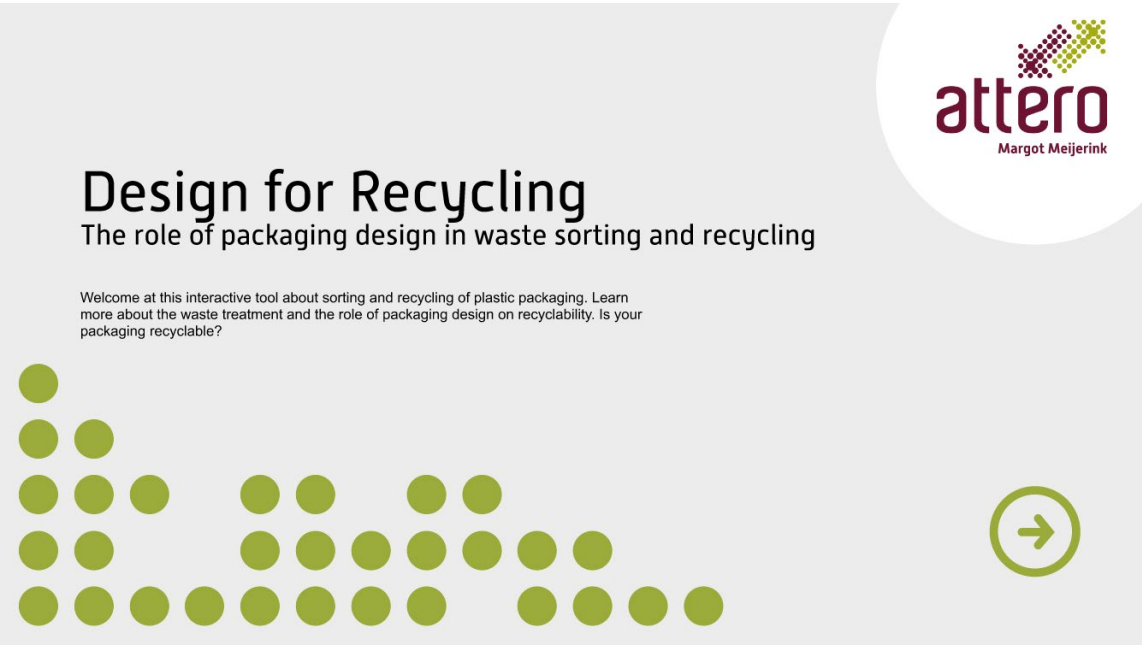 attero
Margot Meijerink
Design for Recycling
The role of packaging design in waste sorting and recycling
Welcome at this interactive tool about sorting and recycling of plastic packaging. Learn
more about the waste treatment and the role of packaging design on recyclability. Is your
packaging recyclable?